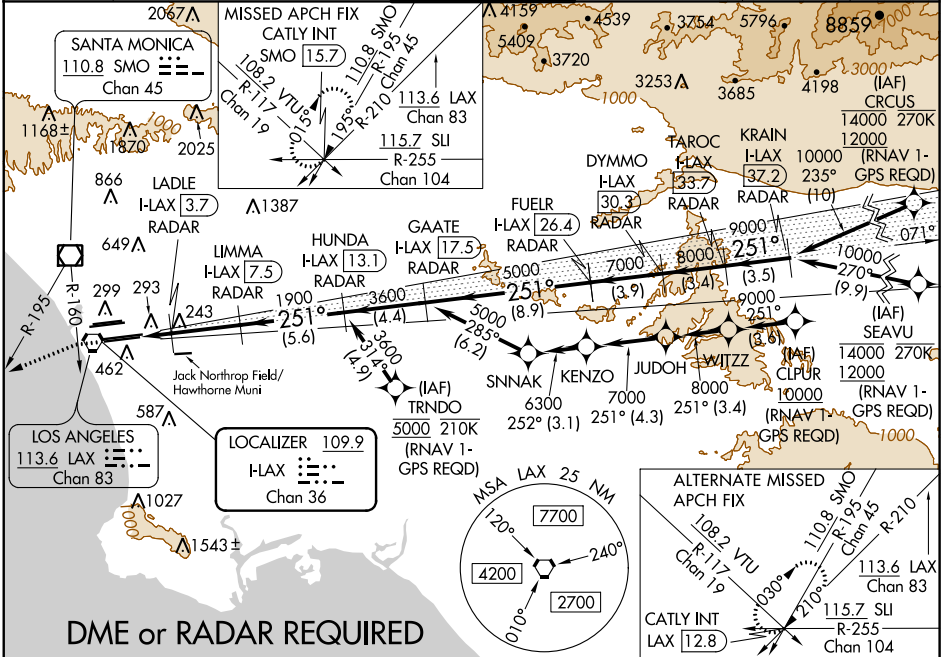 2067
SANTA MONICA
110.8 SMO
Chan 45
MISSED APCH FIX
CATLY INT
SMO 15.7
108.2 VTU
R-117
Chan 19
015°
195°
110.8 SMO
R-195
Chan 45
R-210
113.6 LAX
Chan 83
115.7 SLI
R-255
Chan 104
4159
4539
5409
3720
3754
5796
8859
1000
3253
3685
4198
3000
1000
(IAF)
CRCUS
14000 270K
12000
(RNAV 1-
GPS REQD)
1168±
1870
2025
1000
866
649
299
293
243
462
1387
LADLE
I-LAX 3.7
RADAR
LIMMA
I-LAX 7.5
RADAR
HUNDA
I-LAX 13.1
RADAR
GAATE
I-LAX 17.5
FUELR
I-LAX 26.4
DYMMO
I-LAX
30.3
RADAR
TAROC
I-LAX
33.7
RADAR
KRAIN
I-LAX
37.2
RADAR
10000
235°
(10)
071°
9000
8000
7000
5000
3600
1900
251°
251°
251°
(5.6)
(4.4)
(8.9)
(3.9)
(3.4)
(3.5)
10000
270°
(9.9)
9000
251°
(3.6)
R-195
R-160
Jack Northrop Field/
Hawthorne Muni
3600
314°
(4.9)
5000
285°
(6.2)
(IAF)
TRNDO
5000 210K
(RNAV 1-
GPS REQD)
SNNAK
KENZO
JUDOH
WITZZ
6300
252° (3.1)
7000
251° (4.3)
8000
251° (3.4)
(IAF)
CLPUR
10000
(RNAV 1-
GPS REQD)
(IAF)
SEAVU
14000 270K
12000
(RNAV 1-
GPS REQD)
1000
587
LOS ANGELES
113.6 LAX
Chan 83
LOCALIZER 109.9
I-LAX
Chan 36
1027
1000
1543±
MSA LAX 25 NM
120°
240°
010°
7700
4200
2700
ALTERNATE MISSED
APCH FIX
108.2 VTU
R-117
Chan 19
030°
210°
110.8 SMO
R-195
Chan 45
R-210
113.6 LAX
Chan 83
CATLY INT
LAX 12.8
115.7 SLI
R-255
Chan 104
DME or RADAR REQUIRED